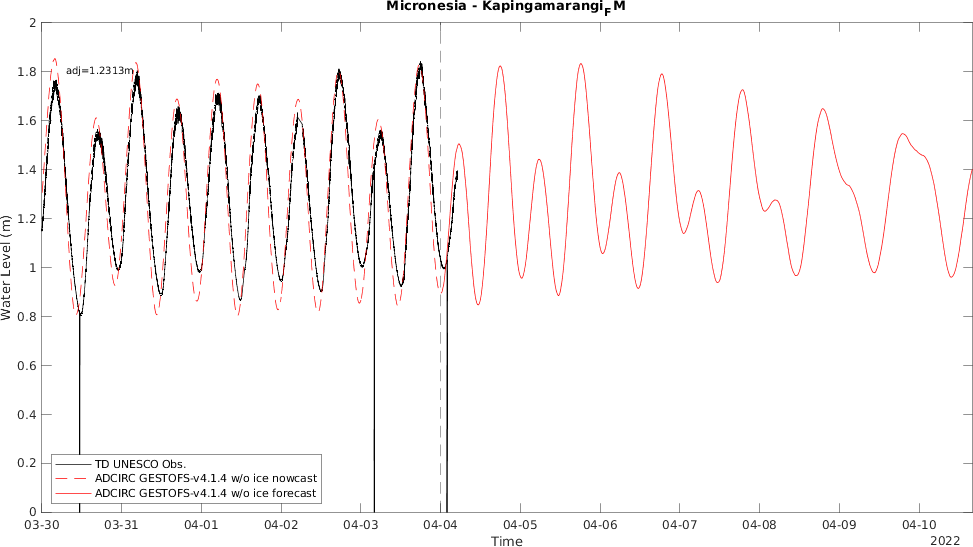 Micronesia - Kapingamarangi_FM
2
1.8
1.6
1.4
1.2
1
0.8
0.6
0.4
0.2
0
Water Level (m)
adj=1.2313m
TD UNESCO Obs.
ADCIRC GESTOFS-v4.1.4 w/o ice nowcast
ADCIRC GESTOFS-v4.1.4 w/o ice forecast
03-30 03-31 04-01 04-02 04-03 04-04 04-05 04-06 04-07 04-08 04-09 04-10
Time
2022